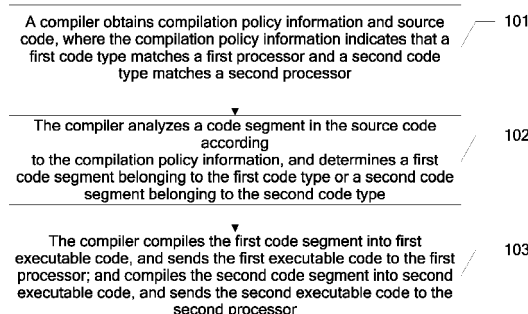 A compiler obtains compilation policy information and source
code, where the compilation policy information indicates that a
first code type matches a first processor and a second code
type matches a second processor
101
The compiler analyzes a code segment in the source code
according
to the compilation policy information, and determines a first
code segment belonging to the first code type or a second code
segment belonging to the second code type
102
The compiler compiles the first code segment into first
executable code, and sends the first executable code to the first
processor; and compiles the second code segment into second
executable code, and sends the second executable code to the
second processor
103